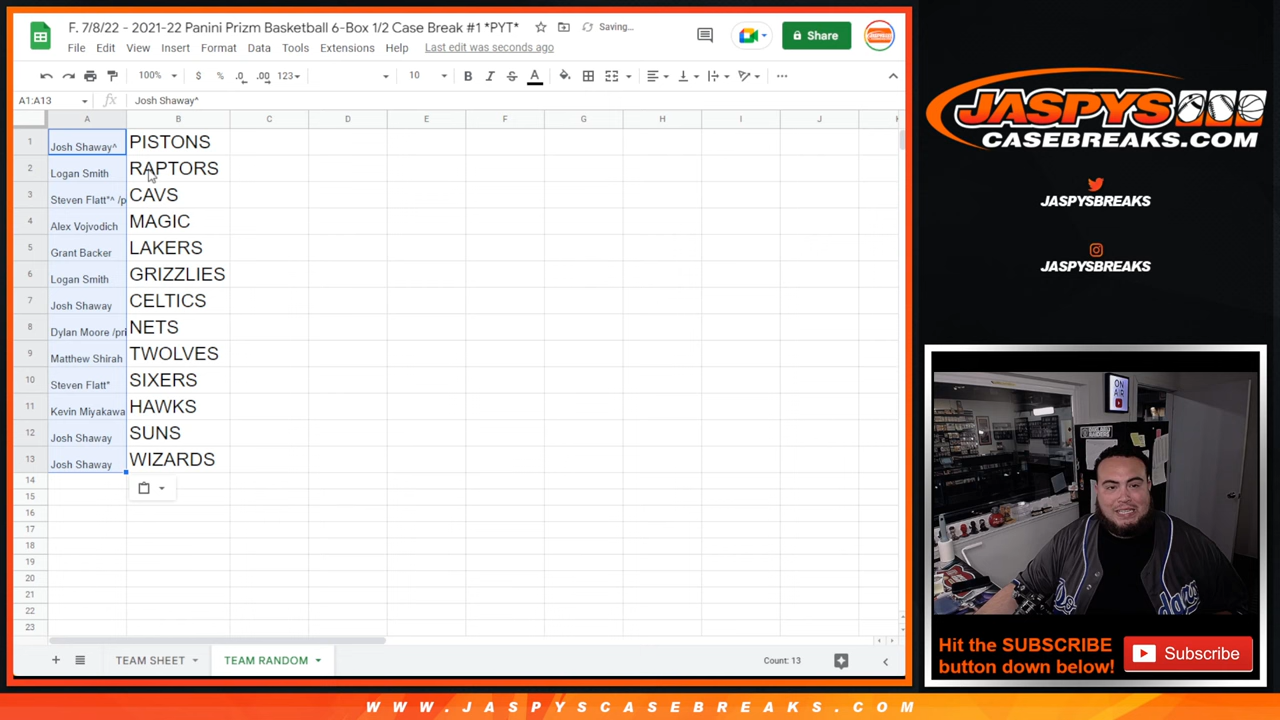 F. 7/8/22 - 2021-22 Panini Prizm Basketball 6-Box 1/2 Case Break #1 *PYT*
Saving...
File Edit View Insert Format Data Tools Extensions Help Last edit was seconds ago
Share
100% $ % .0 .00 123 10 B I S A
A1:A13 fx Josh Shaway^
A B C D E F G H I J
1 Josh Shaway^ PISTONS
2 Logan Smith RAPTORS
3 Steven Flatt*^ /p CAVS
4 Alex Vojvodich MAGIC
5 Grant Backer LAKERS
6 Logan Smith GRIZZLIES
7 Josh Shaway CELTICS
8 Dylan Moore /pri NETS
9 Matthew Shirah TWOLVES
10 Steven Flatt* SIXERS
11 Kevin Miyakawa HAWKS
12 Josh Shaway SUNS
13 Josh Shaway WIZARDS
14
15
16
17
18
19
20
21
22
23
TEAM SHEET TEAM RANDOM Count: 13
JASPYS
CASEBREAKS.COM
JASPYSBREAKS
JASPYSBREAKS
ON
AIR
Hit the SUBSCRIBE
button down below!
Subscribe
WWW.JASPYSCASEBREAKS.COM